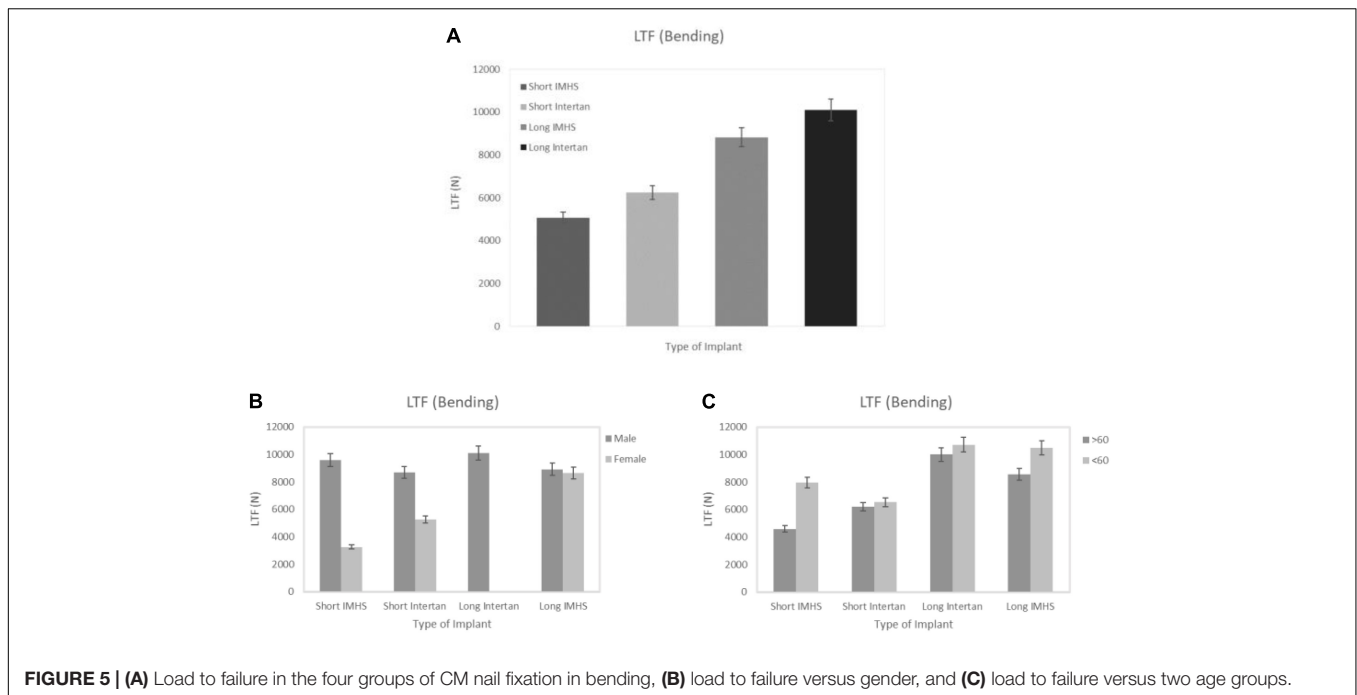 A
LTF (Bending)
12000
10000
8000
6000
4000
2000
0
LTF (N)
Short IMHS
Short Intertan
Long IMHS
Long Intertan
Type of Implant
B
LTF (Bending)
12000
10000
8000
6000
4000
2000
0
LTF (N)
Male
Female
Short IMHS Short Intertan Long Intertan Long IMHS
Type of Implant
C
LTF (Bending)
12000
10000
8000
6000
4000
2000
0
LTF (N)
>60
<60
Short IMHS Short Intertan Long Intertan Long IMHS
Type of Implant
FIGURE 5 | (A) Load to failure in the four groups of CM nail fixation in bending, (B) load to failure versus gender, and (C) load to failure versus two age groups.